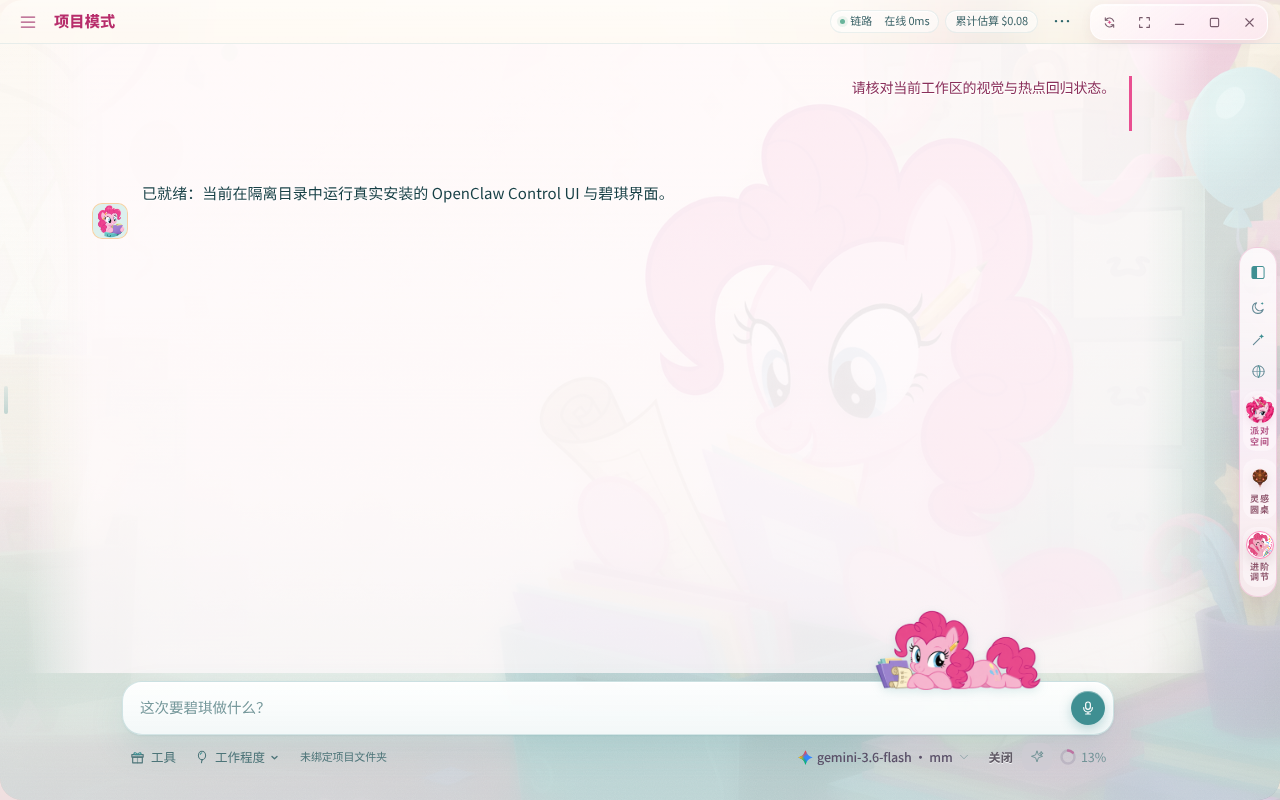 项目模式
链路 在线 0ms
累计估算 $0.08
请核对当前工作区的视觉与热点回归状态。
已就绪：当前在隔离目录中运行真实安装的 OpenClaw Control UI 与碧琪界面。
派对
空间
灵感
圆桌
进阶
调节
这次要碧琪做什么？
工具
工作程度
未绑定项目文件夹
gemini-3.6-flash · mm
关闭
13%